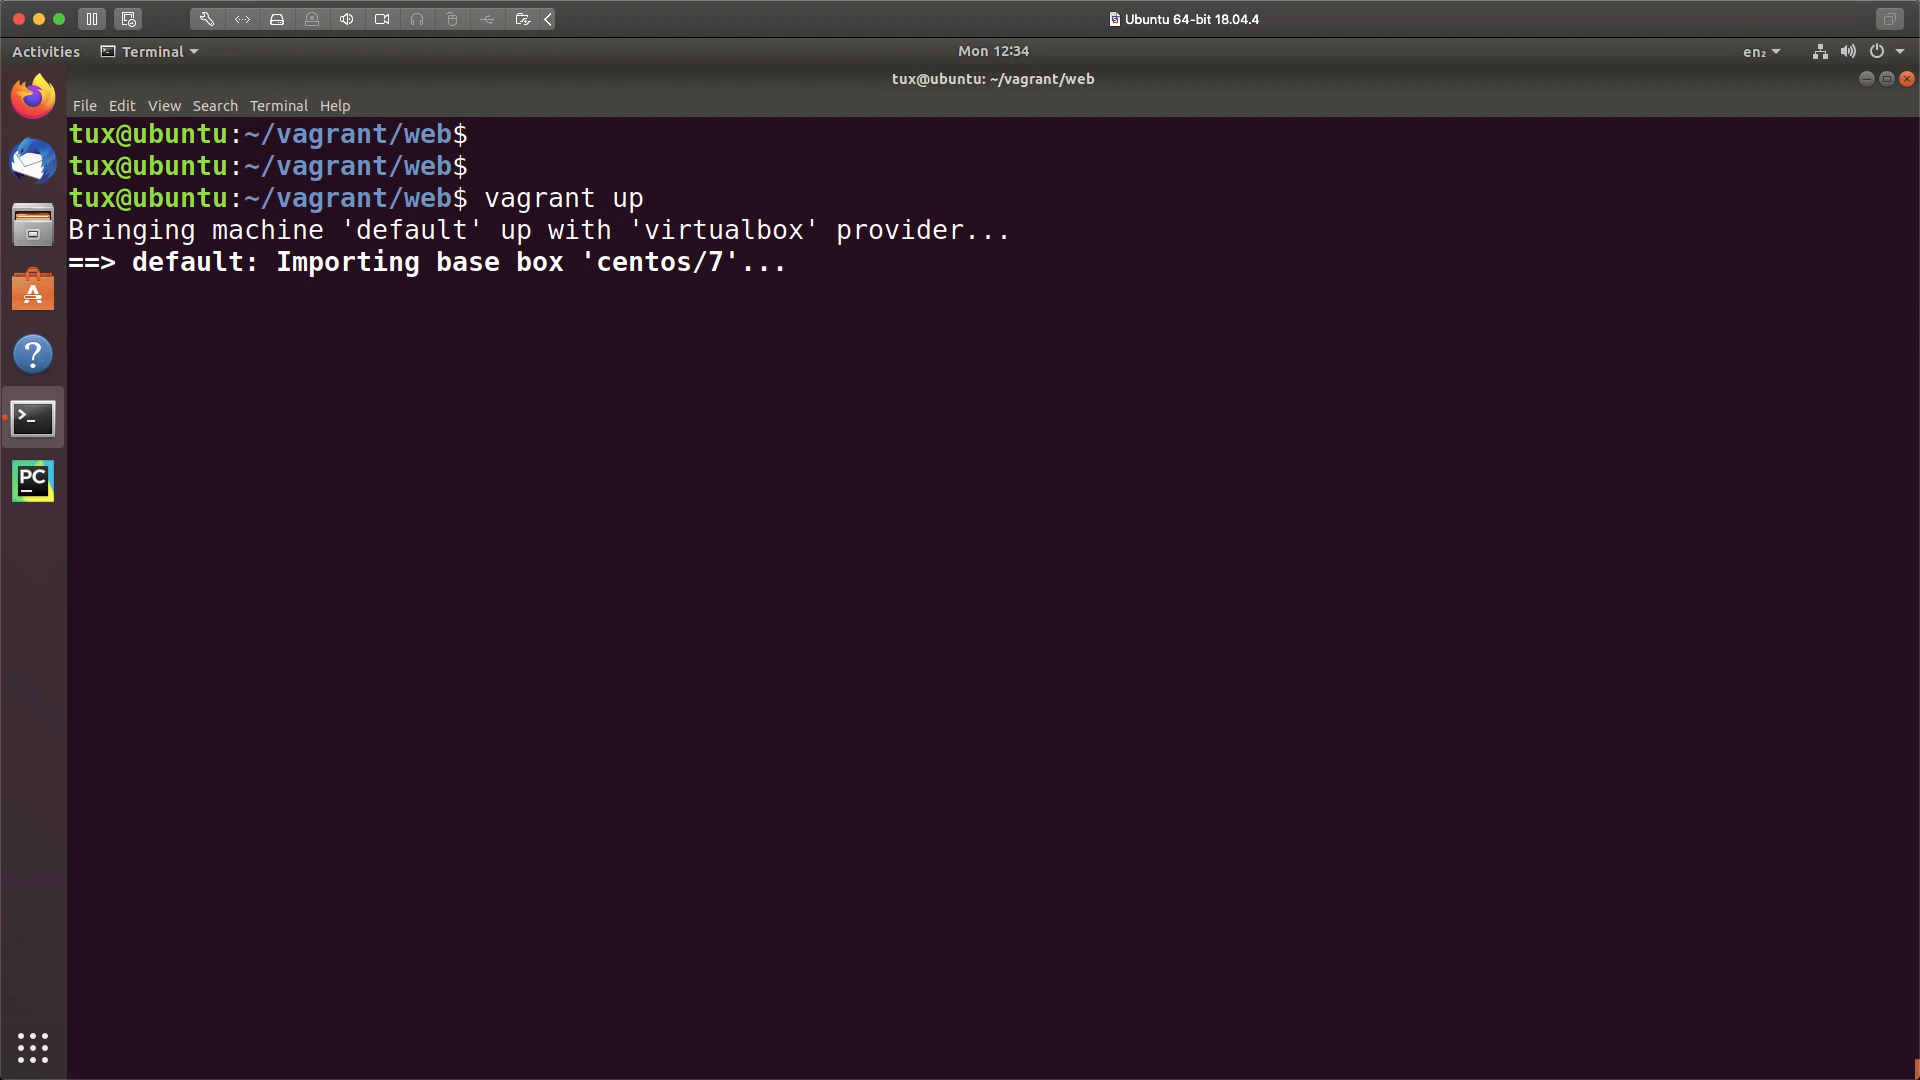 Ubuntu 64-bit 18.04.4
Activities Terminal Mon 12:34 en₂
tux@ubuntu: ~/vagrant/web
File Edit View Search Terminal Help
tux@ubuntu:~/vagrant/web$
tux@ubuntu:~/vagrant/web$
tux@ubuntu:~/vagrant/web$ vagrant up
Bringing machine 'default' up with 'virtualbox' provider...
==> default: Importing base box 'centos/7'...
PC